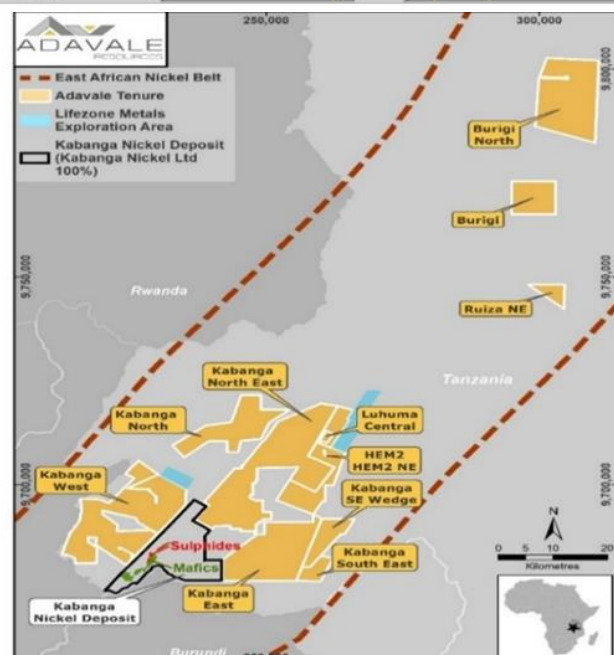 250,000
300,000
ADAVALE
RESOURCES
East African Nickel Belt
Adavale Tenure
Lifezone Metals
Exploration Area
Kabanga Nickel Deposit
(Kabanga Nickel Ltd
100%)
9,800,000
Burigi
North
Burigi
9,750,000
9,750,000
Rwanda
Ruiza NE
Tanzania
Kabanga
North East
Kabanga
North
Luhuma
Central
HEM2
HEM2 NE
Kabanga
West
Kabanga
SE Wedge
9,700,000
9,700,000
Sulphides
Mafics
Kabanga
South East
Kabanga
Nickel Deposit
Kabanga
East
N
0 5 10 20
Kilometres
Burundi